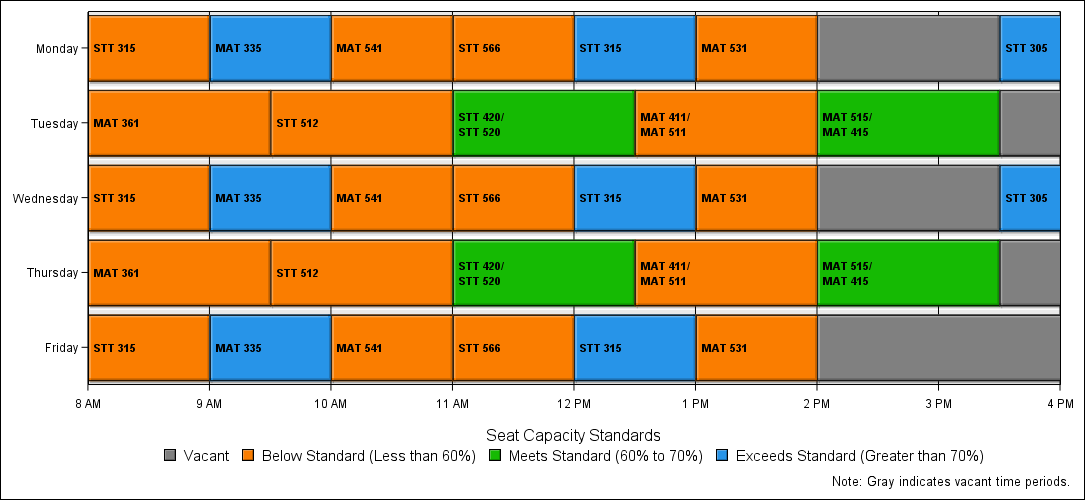 Monday
STT 315
MAT 335
MAT 541
STT 566
STT 315
MAT 531
STT 305
Tuesday
MAT 361
STT 512
STT 420/
STT 520
MAT 411/
MAT 511
MAT 515/
MAT 415
Wednesday
STT 315
MAT 335
MAT 541
STT 566
STT 315
MAT 531
STT 305
Thursday
MAT 361
STT 512
STT 420/
STT 520
MAT 411/
MAT 511
MAT 515/
MAT 415
Friday
STT 315
MAT 335
MAT 541
STT 566
STT 315
MAT 531
8 AM 9 AM 10 AM 11 AM 12 PM 1 PM 2 PM 3 PM 4 PM
Seat Capacity Standards
Vacant Below Standard (Less than 60%) Meets Standard (60% to 70%) Exceeds Standard (Greater than 70%)
Note: Gray indicates vacant time periods.